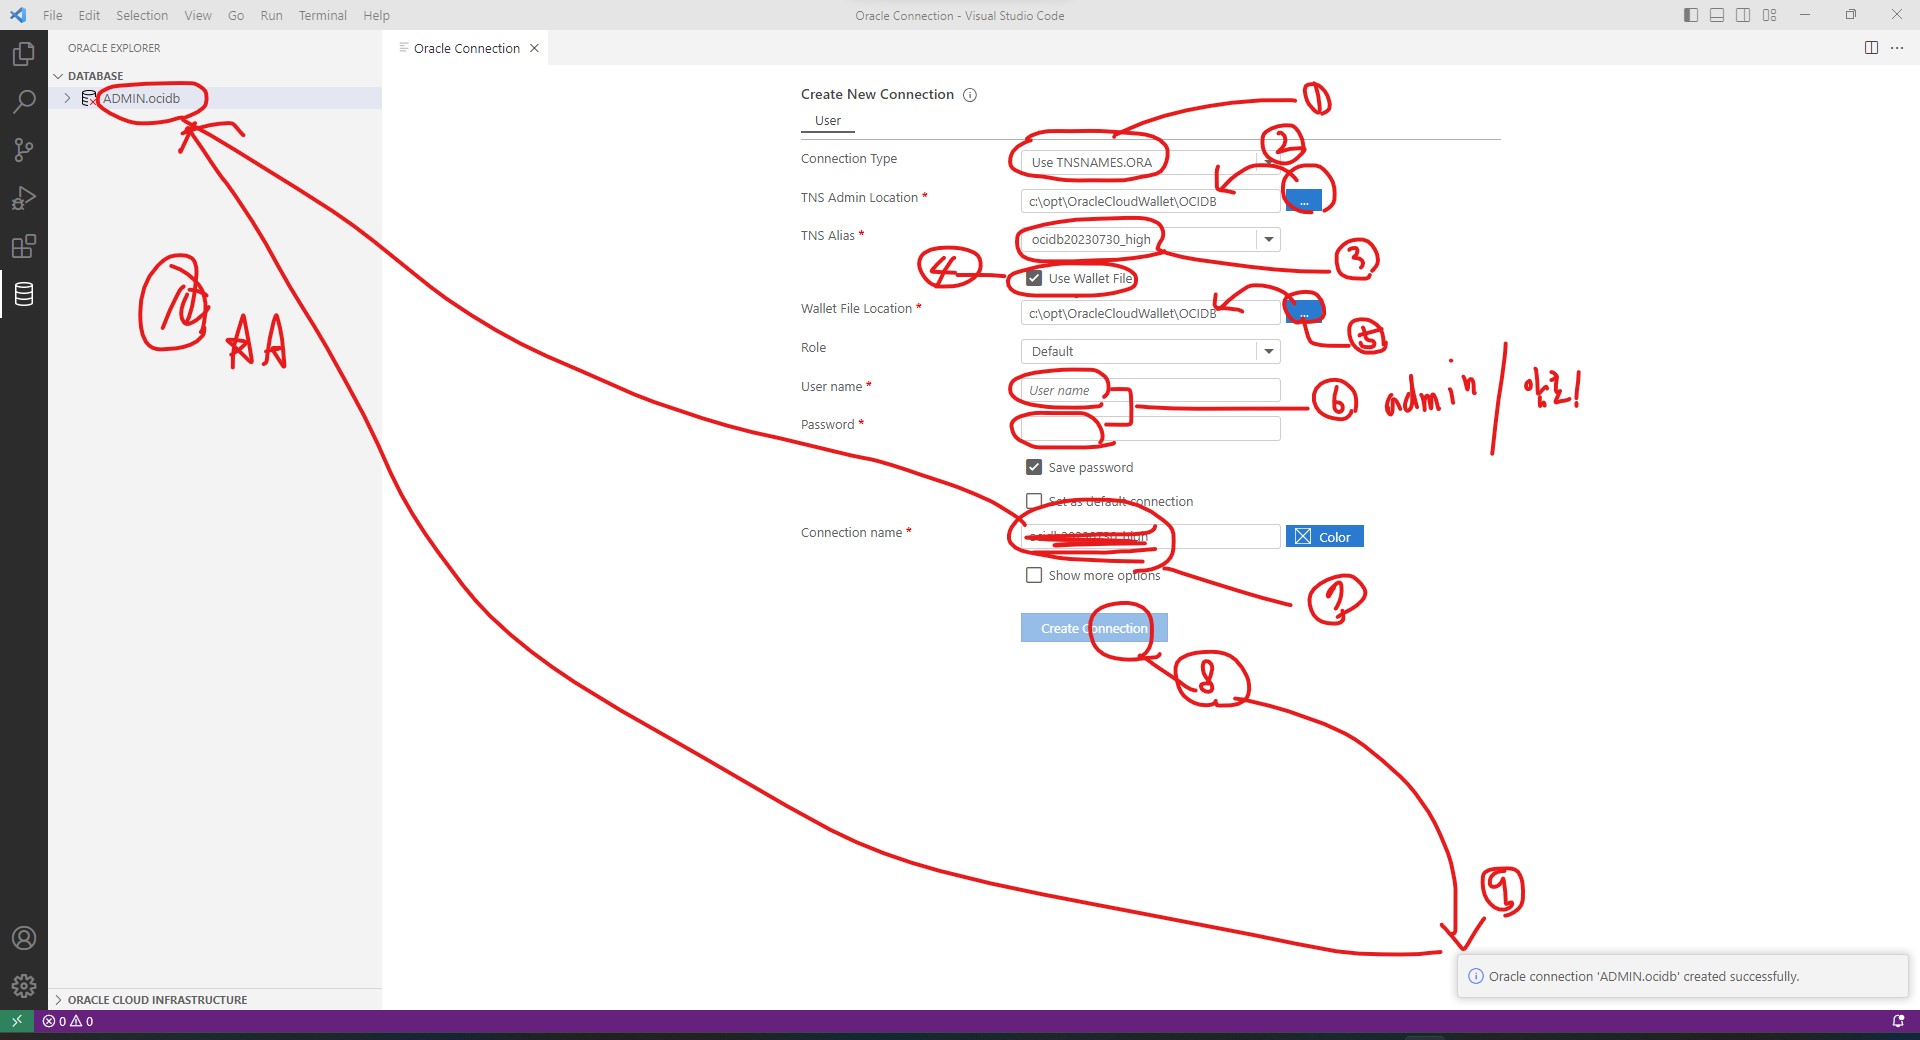 File Edit Selection View Go Run Terminal Help
Oracle Connection - Visual Studio Code
ORACLE EXPLORER
Oracle Connection
DATABASE
ADMIN.ocidb
Create New Connection
User
1
Connection Type
Use TNSNAMES.ORA
2
TNS Admin Location *
c:\opt\OracleCloudWallet\OCIDB
...
TNS Alias *
ocidb20230730_high
3
4
Use Wallet File
Wallet File Location *
c:\opt\OracleCloudWallet\OCIDB
...
5
Role
Default
User name *
User name
6 admin / 암호!
Password *
Save password
Set as default connection
Connection name *
ocidb20230730_high
Color
Show more options
7
Create Connection
8
9
Oracle connection 'ADMIN.ocidb' created successfully.
ORACLE CLOUD INFRASTRUCTURE
0 0